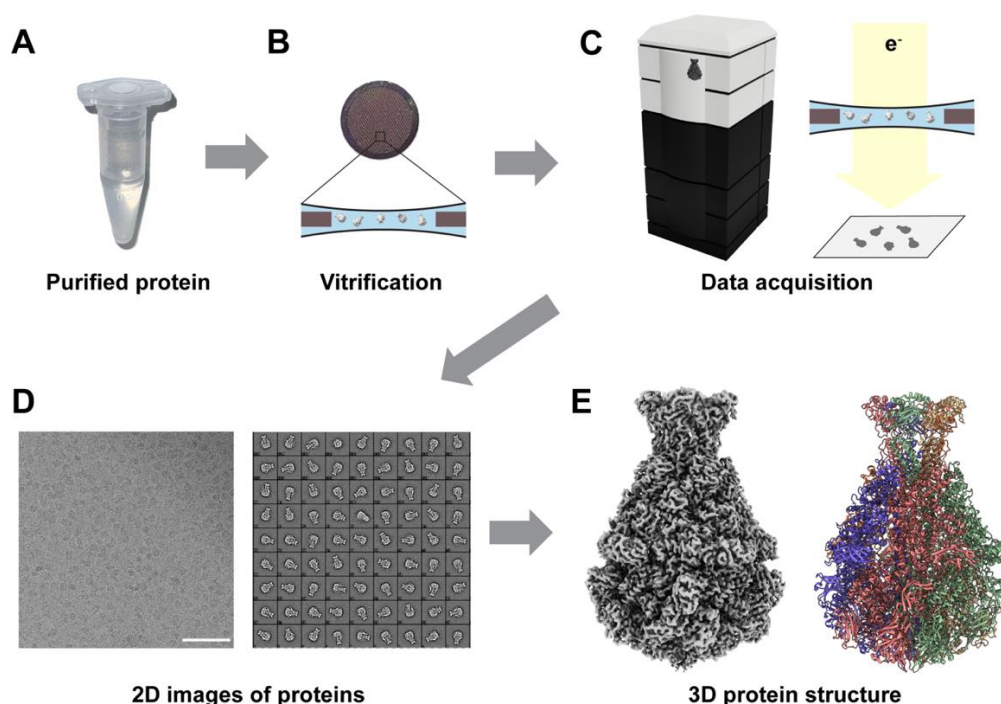 A
B
C
e-
Purified protein
Vitrification
Data acquisition
D
E
2D images of proteins
3D protein structure